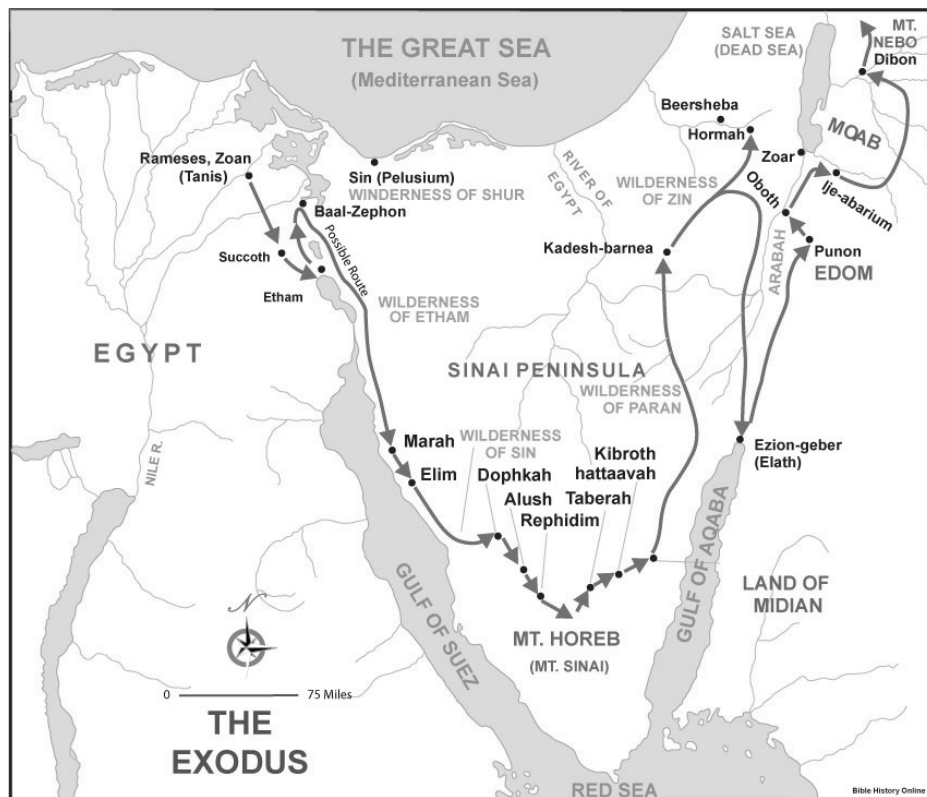 THE GREAT SEA
(Mediterranean Sea)
SALT SEA
(DEAD SEA)
MT.
NEBO
Dibon
Beersheba
Hormah
MOAB
Zoar
Rameses, Zoan
(Tanis)
Sin (Pelusium)
WINDERNESS OF SHUR
Baal-Zephon
RIVER OF
EGYPT
WILDERNESS
OF ZIN
Ije-abarium
Oboth
Possible Route
Kadesh-barnea
Succoth
Etham
ARABAH
Punon
EDOM
WILDERNESS
OF ETHAM
EGYPT
SINAI PENINSULA
WILDERNESS
OF PARAN
NILE R.
Marah
WILDERNESS
OF SIN
Elim
Dophkah
Alush
Rephidim
Kibroth
hattaavah
Taberah
Ezion-geber
(Elath)
GULF OF SUEZ
GULF OF AQABA
LAND OF
MIDIAN
N
MT. HOREB
(MT. SINAI)
0 75 Miles
THE
EXODUS
RED SEA
Bible History Online